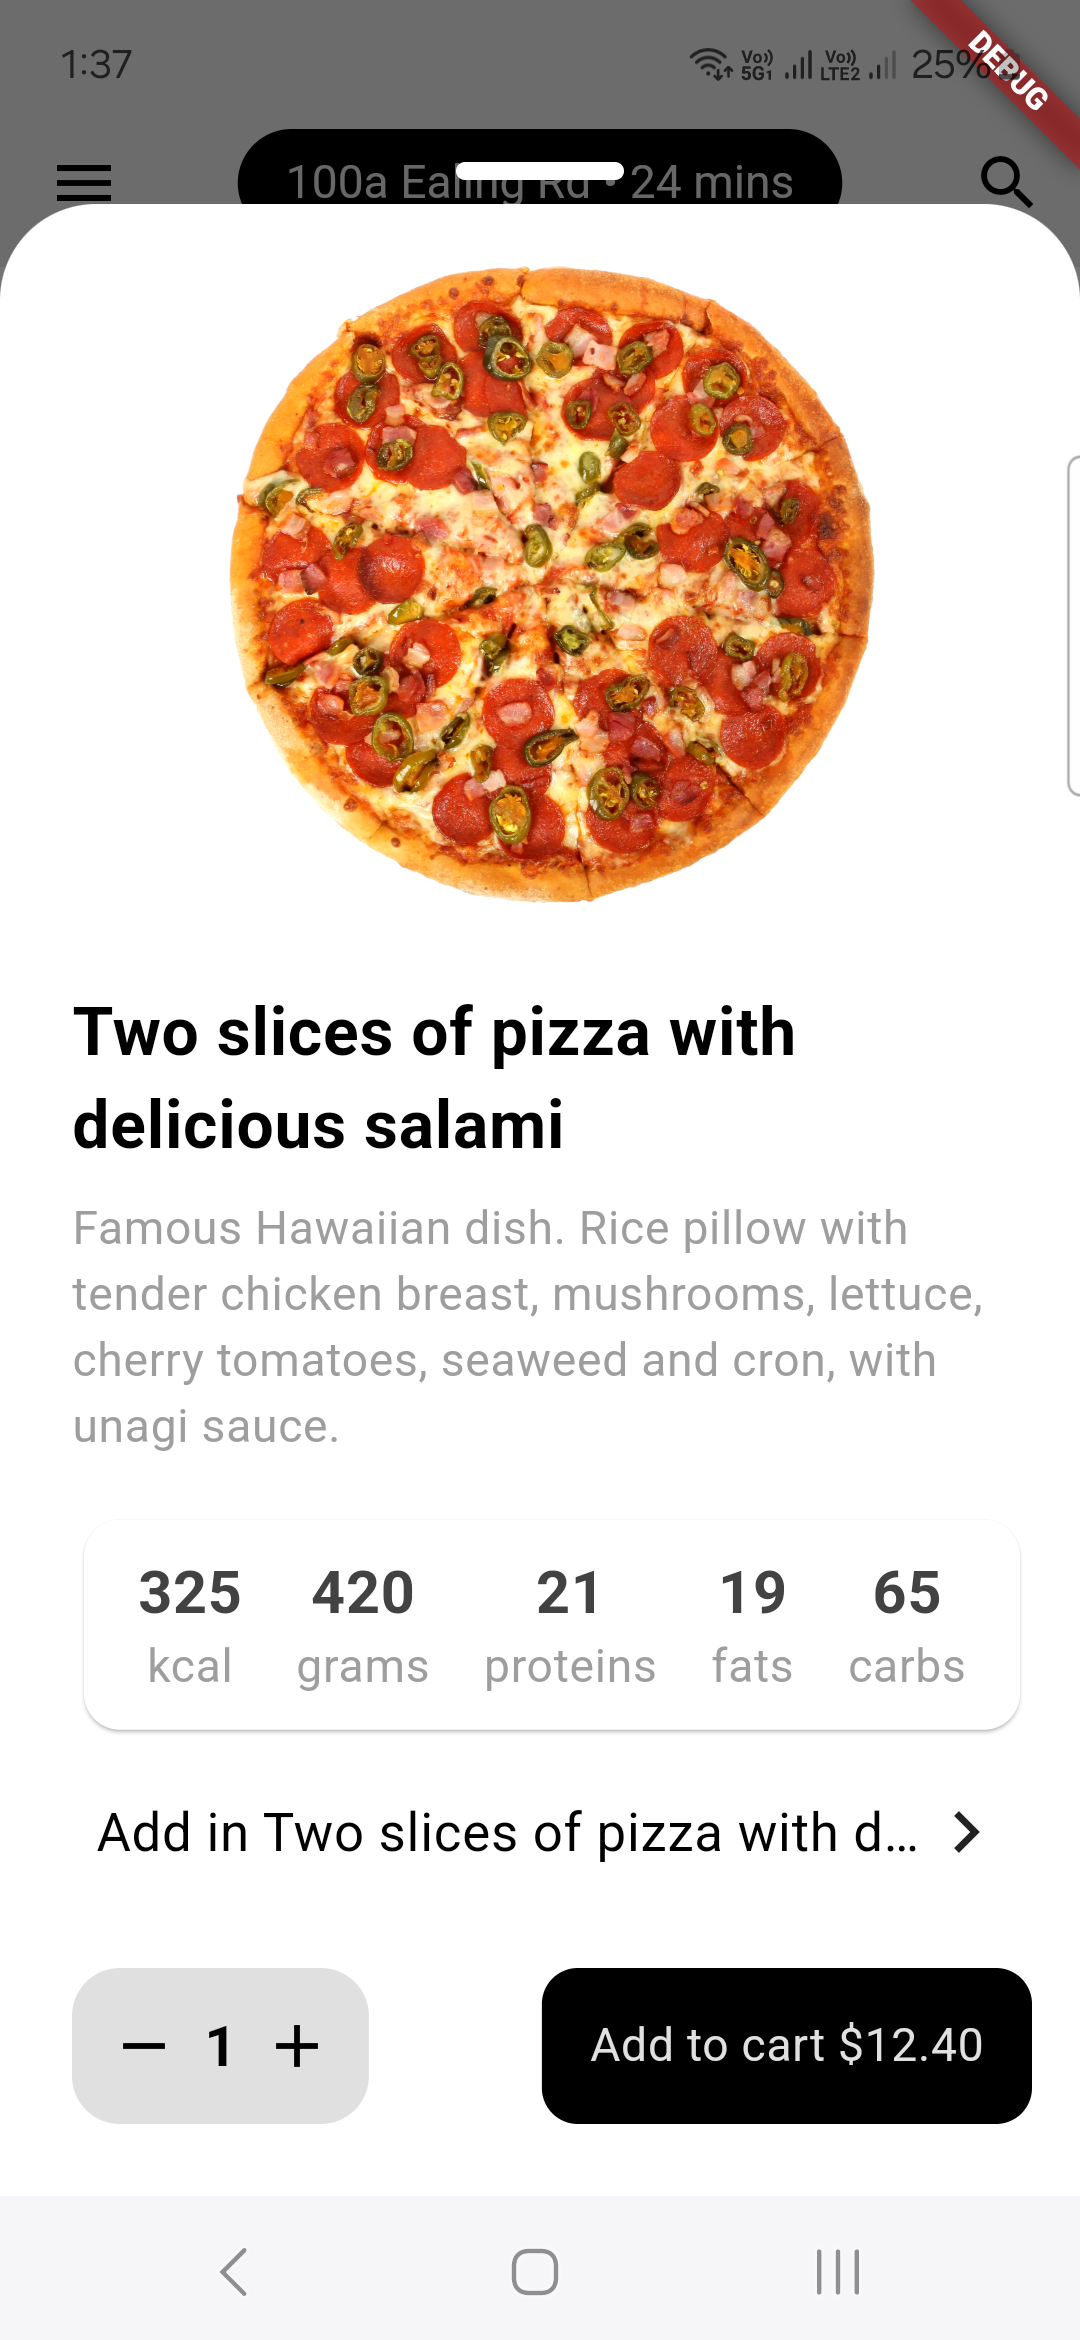 1:37
Vo)) 5G1 Vo)) LTE2 25%
DEBUG
100a Ealing Rd • 24 mins
Two slices of pizza with
delicious salami
Famous Hawaiian dish. Rice pillow with
tender chicken breast, mushrooms, lettuce,
cherry tomatoes, seaweed and cron, with
unagi sauce.
325 420 21 19 65
kcal grams proteins fats carbs
Add in Two slices of pizza with d...
1 Add to cart $12.40